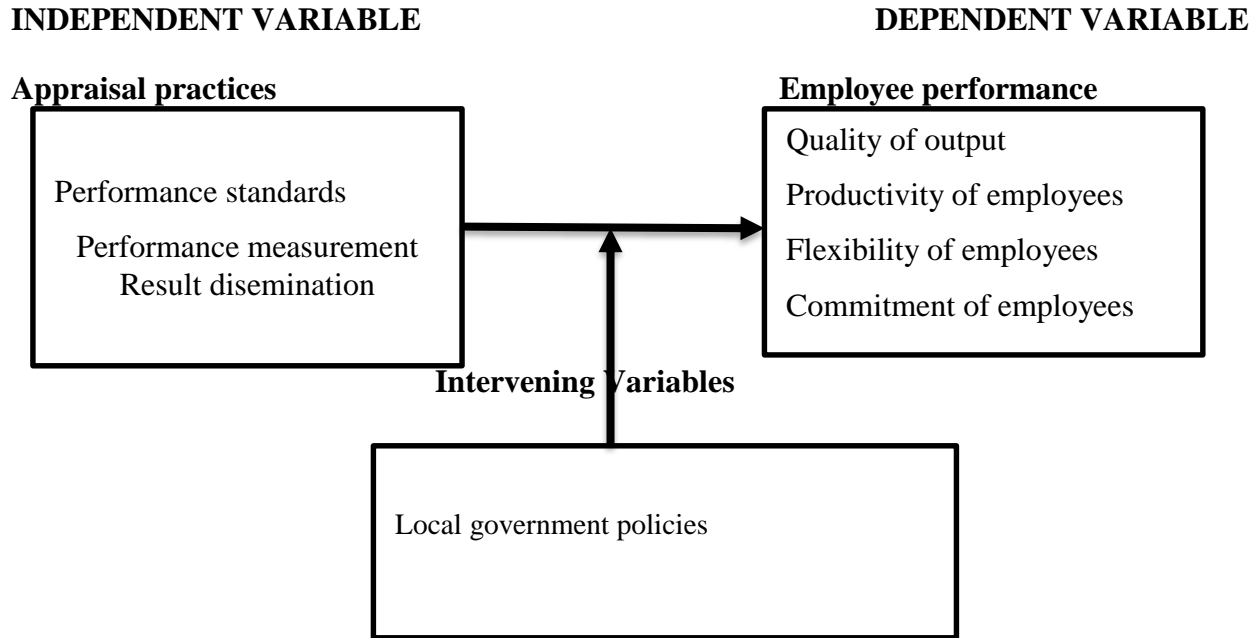 INDEPENDENT VARIABLE
DEPENDENT VARIABLE
Appraisal practices
Employee performance
Performance standards
Performance measurement
Result disemination
Quality of output
Productivity of employees
Flexibility of employees
Commitment of employees
Intervening Variables
Local government policies